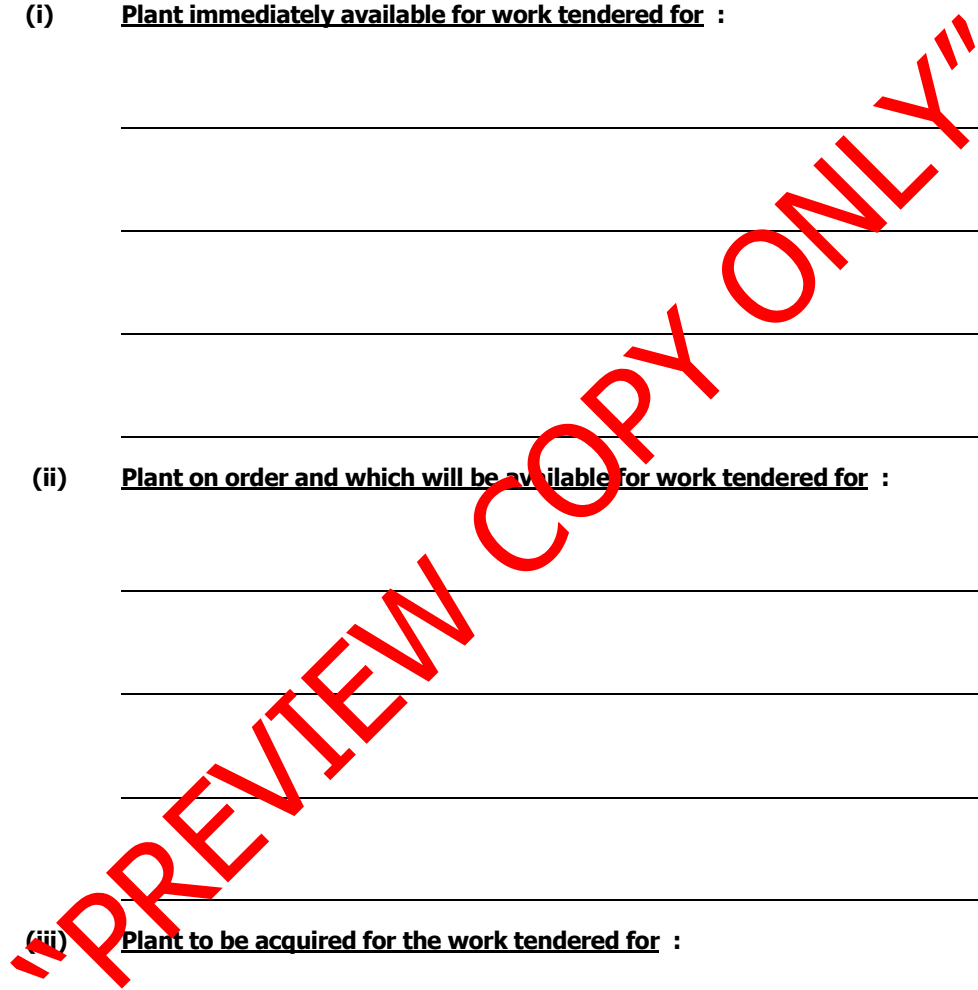 (i) Plant immediately available for work tendered for :
(ii) Plant on order and which will be available for work tendered for :
(iii) Plant to be acquired for the work tendered for :
"PREVIEW COPY ONLY"